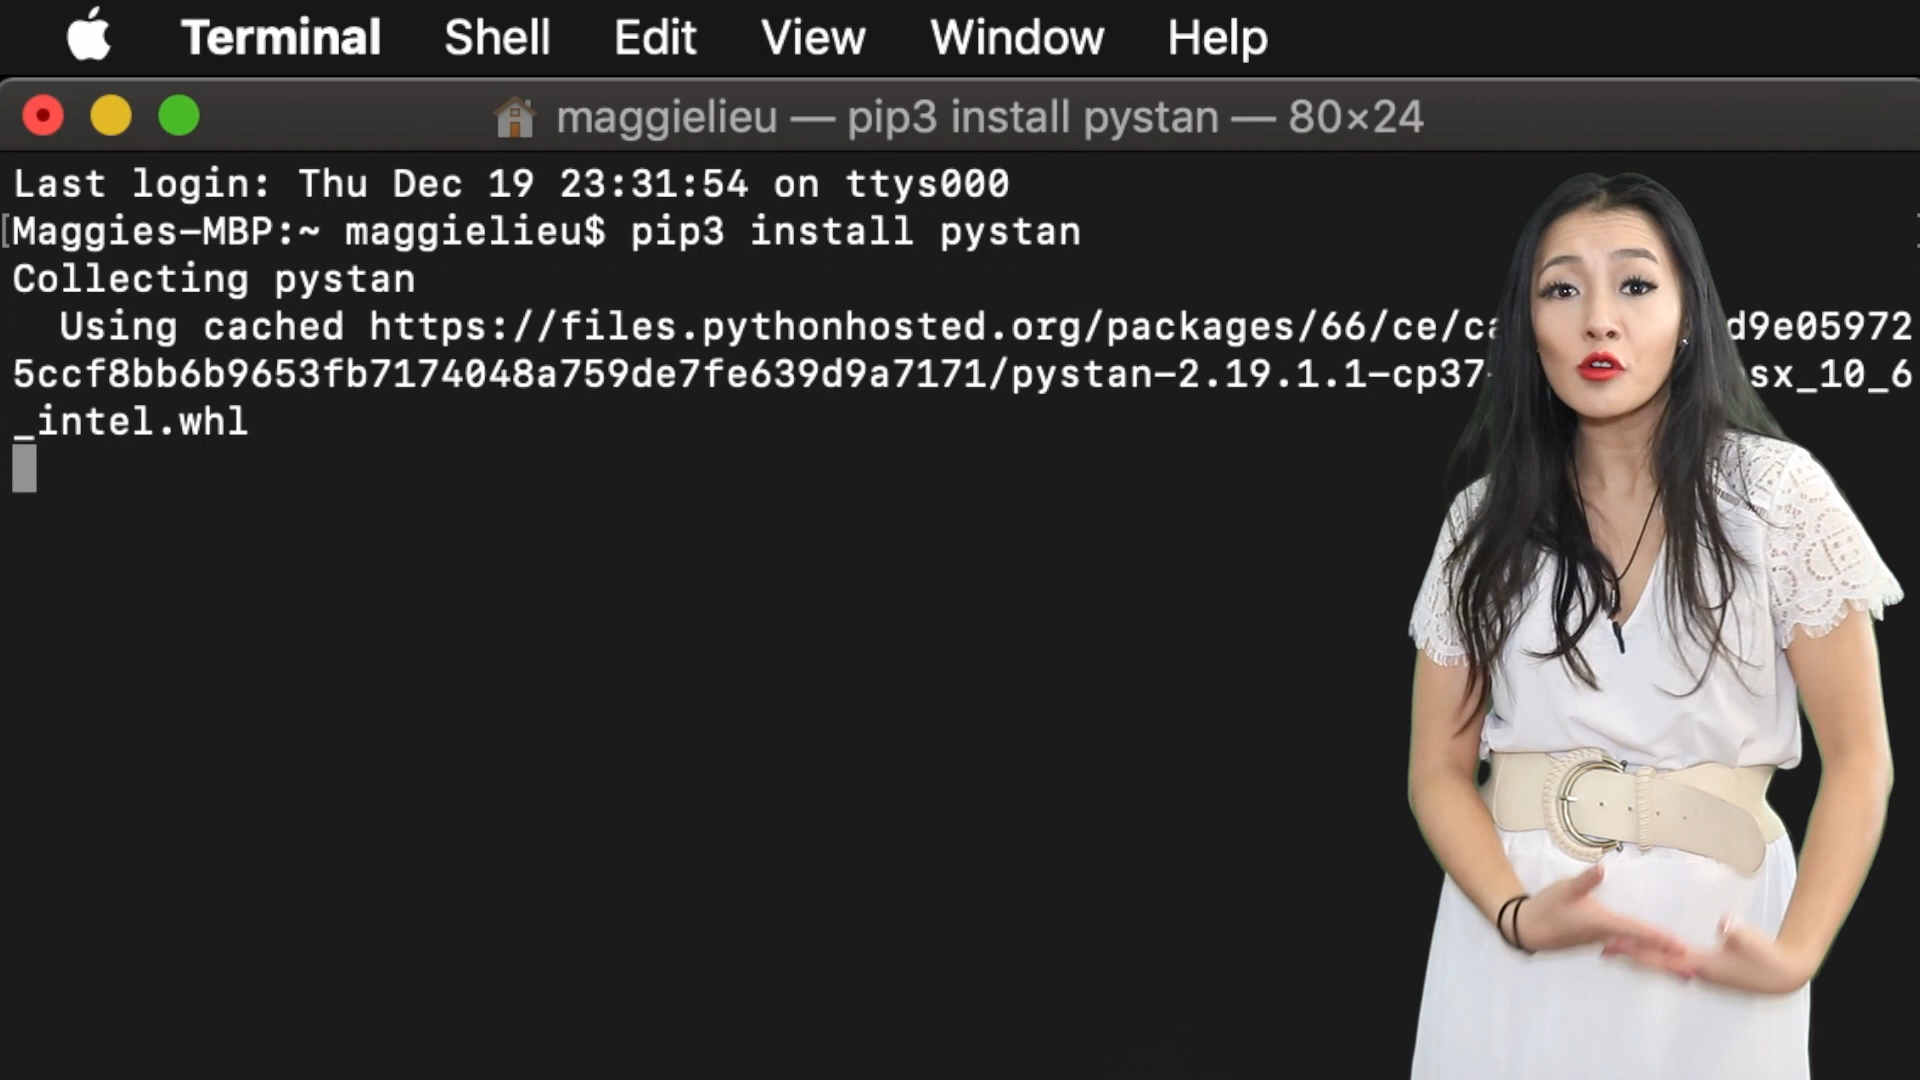 Terminal Shell Edit View Window Help
maggielieu — pip3 install pystan — 80×24
Last login: Thu Dec 19 23:31:54 on ttys000
[Maggies-MBP:~ maggielieu$ pip3 install pystan
Collecting pystan
Using cached https://files.pythonhosted.org/packages/66/ce/ca d9e05972
5ccf8bb6b9653fb7174048a759de7fe639d9a7171/pystan-2.19.1.1-cp37 sx_10_6
_intel.whl